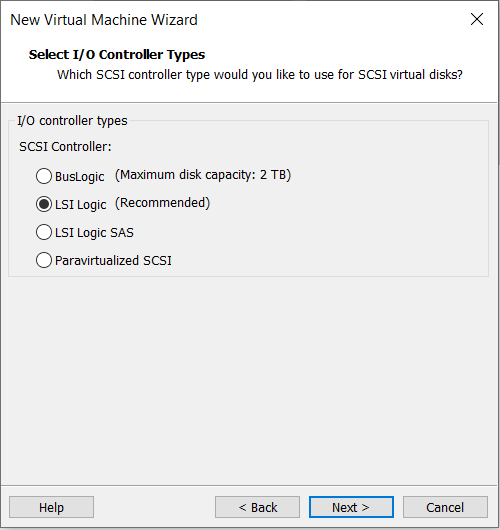 New Virtual Machine Wizard
Select I/O Controller Types
Which SCSI controller type would you like to use for SCSI virtual disks?
I/O controller types
SCSI Controller:
BusLogic (Maximum disk capacity: 2 TB)
LSI Logic (Recommended)
LSI Logic SAS
Paravirtualized SCSI
Help < Back Next > Cancel